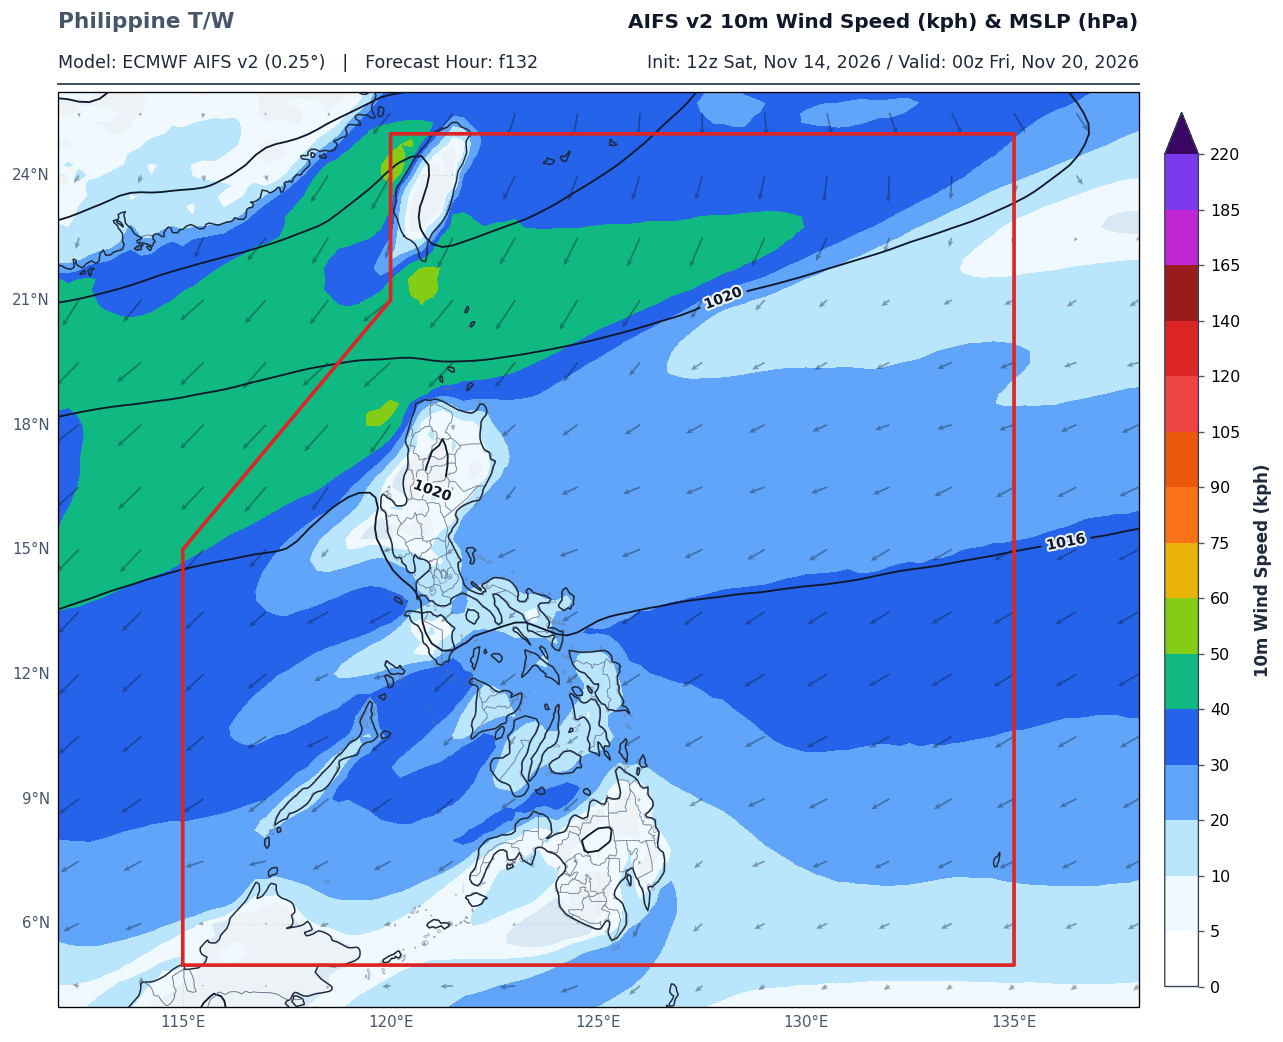 Philippine T/W
AIFS v2 10m Wind Speed (kph) & MSLP (hPa)
Model: ECMWF AIFS v2 (0.25°) | Forecast Hour: f132
Init: 12z Sat, Nov 14, 2026 / Valid: 00z Fri, Nov 20, 2026
24°N
21°N
18°N
15°N
12°N
9°N
6°N
1020
1020
1016
115°E
120°E
125°E
130°E
135°E
220
185
165
140
120
105
90
75
60
50
40
30
20
10
5
0
10m Wind Speed (kph)